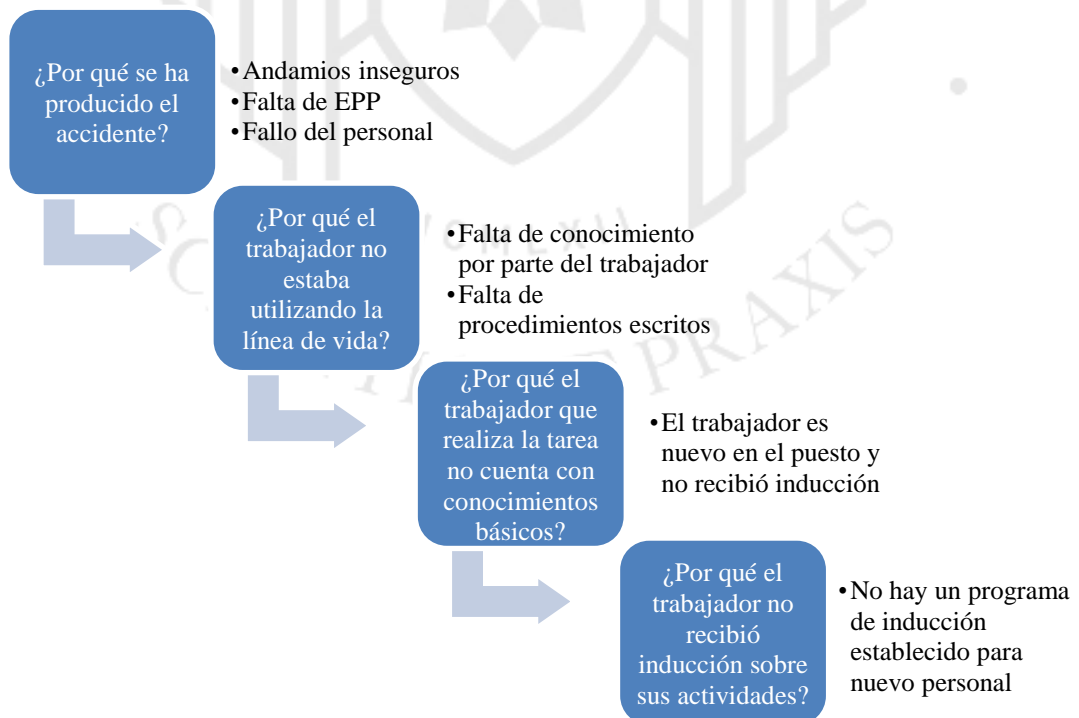 ¿Por qué se ha
producido el
accidente?
•Andamios inseguros
•Falta de EPP
•Fallo del personal
¿Por qué el
trabajador no
estaba
utilizando la
línea de vida?
•Falta de conocimiento
por parte del trabajador
•Falta de
procedimientos escritos
¿Por qué el
trabajador que
realiza la tarea
no cuenta con
conocimientos
básicos?
•El trabajador es
nuevo en el puesto y
no recibió inducción
¿Por qué el
trabajador no
recibió
inducción sobre
sus actividades?
•No hay un programa
de inducción
establecido para
nuevo personal
PRAXIS